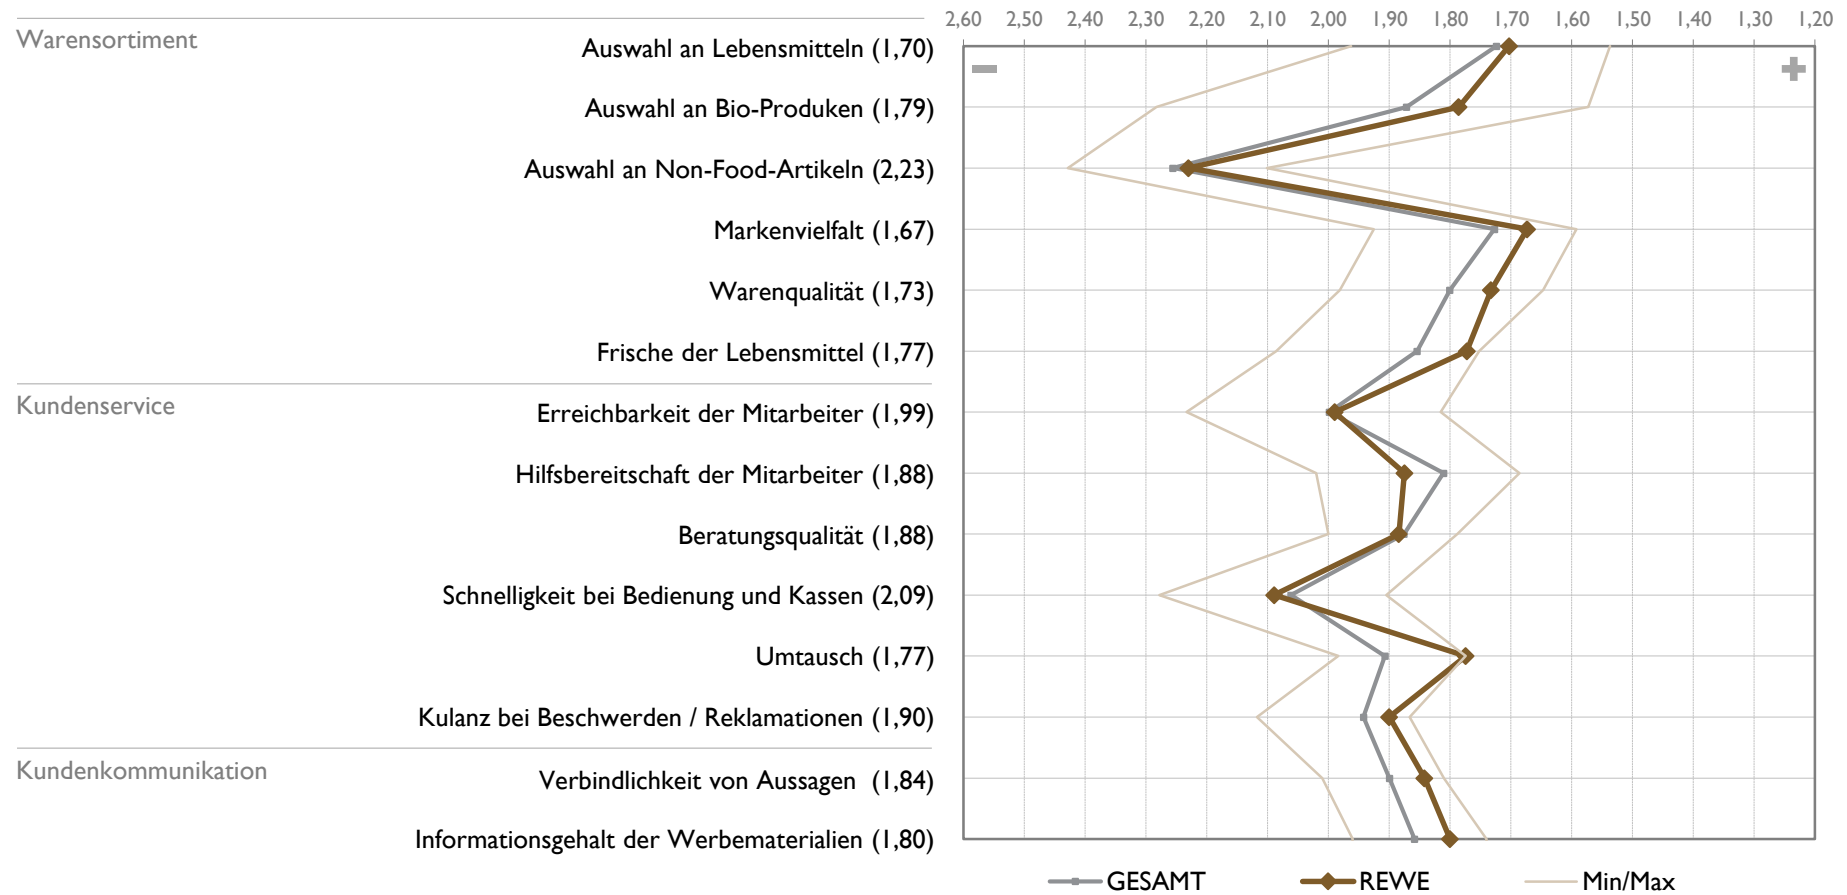 2,60 2,50 2,40 2,30 2,20 2,10 2,00 1,90 1,80 1,70 1,60 1,50 1,40 1,30 1,20
Warensortiment
Auswahl an Lebensmitteln (1,70)
Auswahl an Bio-Produken (1,79)
Auswahl an Non-Food-Artikeln (2,23)
Markenvielfalt (1,67)
Warenqualität (1,73)
Frische der Lebensmittel (1,77)
Kundenservice
Erreichbarkeit der Mitarbeiter (1,99)
Hilfsbereitschaft der Mitarbeiter (1,88)
Beratungsqualität (1,88)
Schnelligkeit bei Bedienung und Kassen (2,09)
Umtausch (1,77)
Kulanz bei Beschwerden / Reklamationen (1,90)
Kundenkommunikation
Verbindlichkeit von Aussagen (1,84)
Informationsgehalt der Werbematerialien (1,80)
GESAMT REWE Min/Max